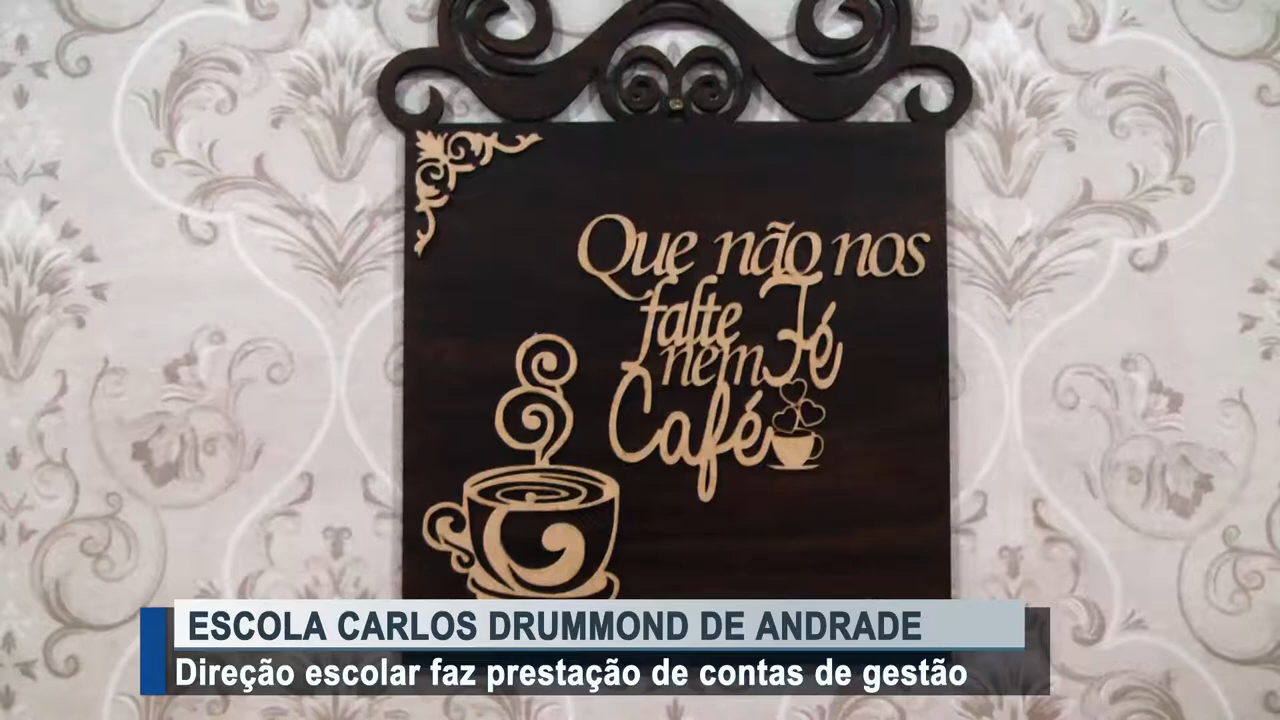 Que não nos
falte Fé
nem
Café
ESCOLA CARLOS DRUMMOND DE ANDRADE
Direção escolar faz prestação de contas de gestão